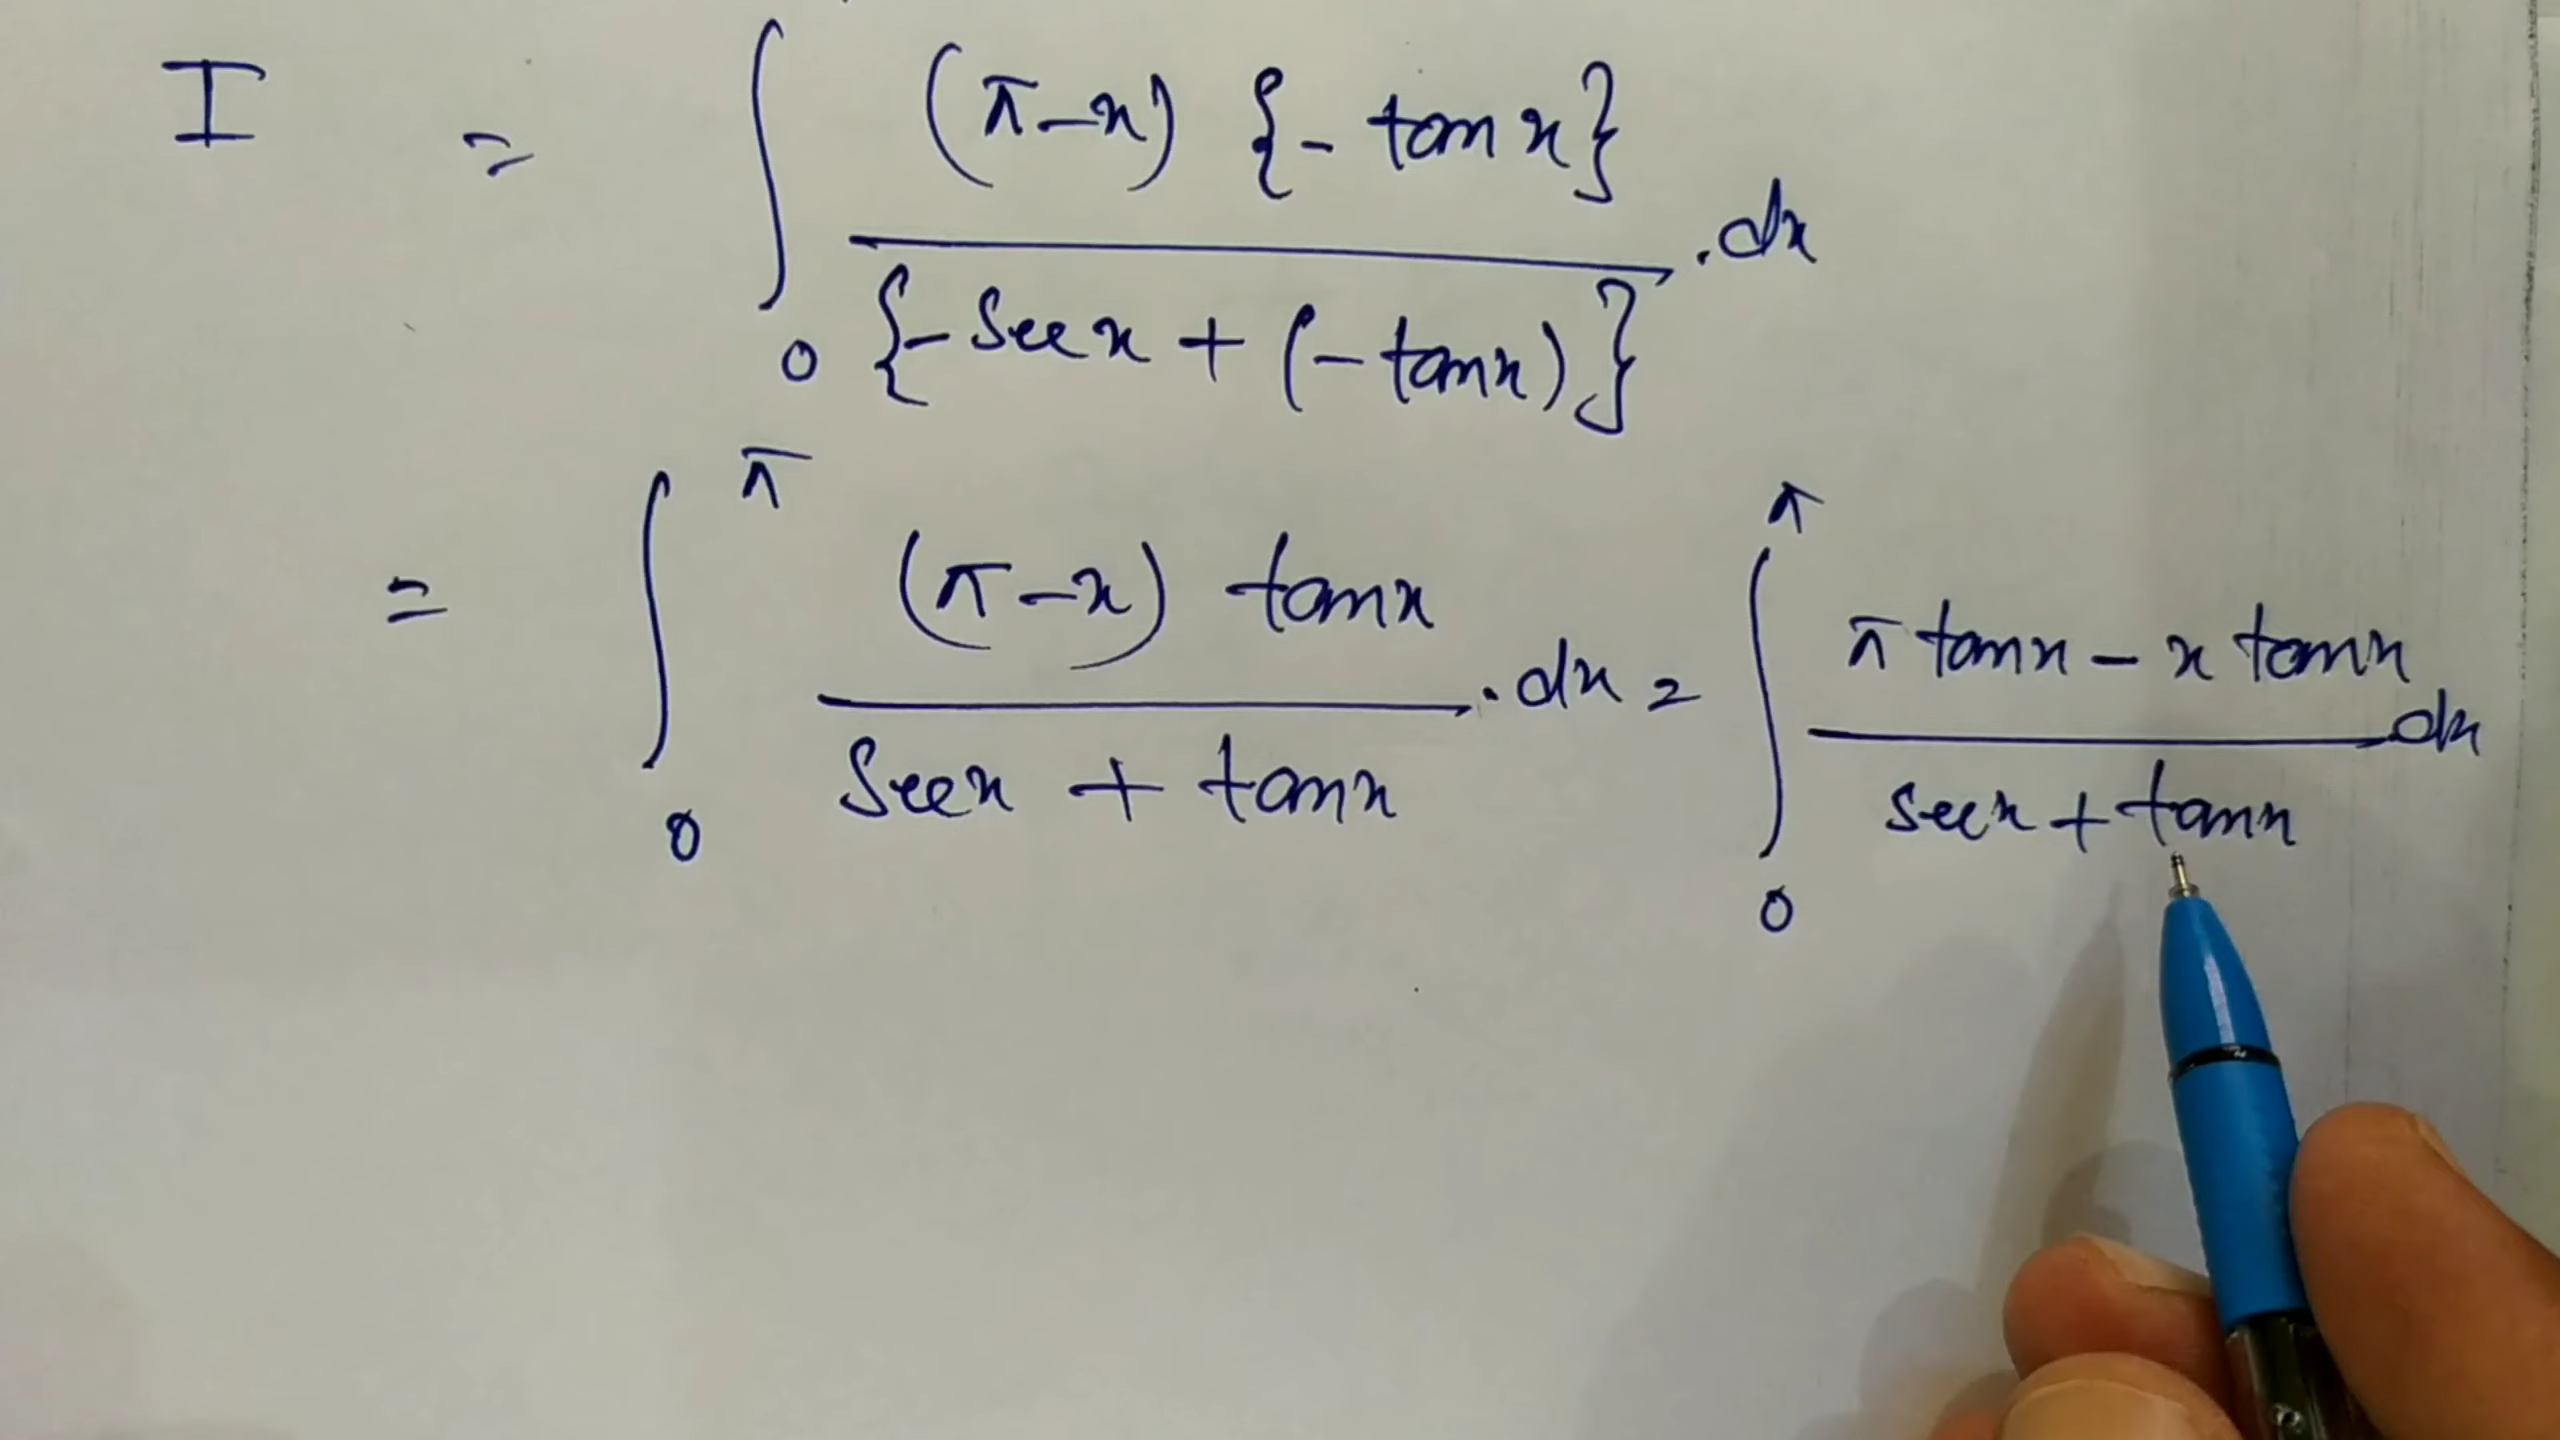 I = ∫₀ (π-x) {- tan x} / {- sec x + (- tan x)} . dx
= ∫₀^π (π-x) tan x / sec x + tan x . dx = ∫₀^π π tan x - x tan x / sec x + tan x dx